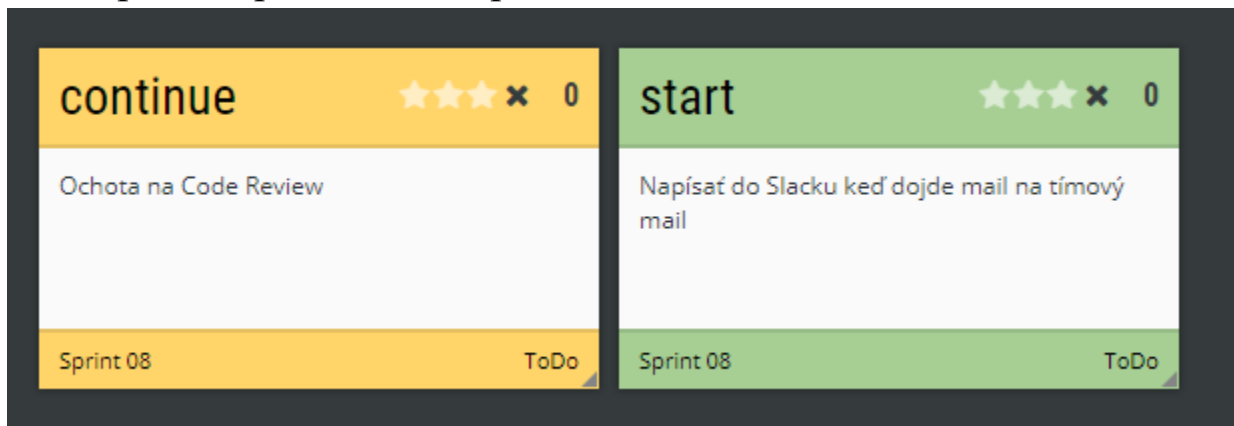 continue 0
Ochota na Code Review
Sprint 08 ToDo
start 0
Napísať do Slacku keď dojde mail na tímový
mail
Sprint 08 ToDo